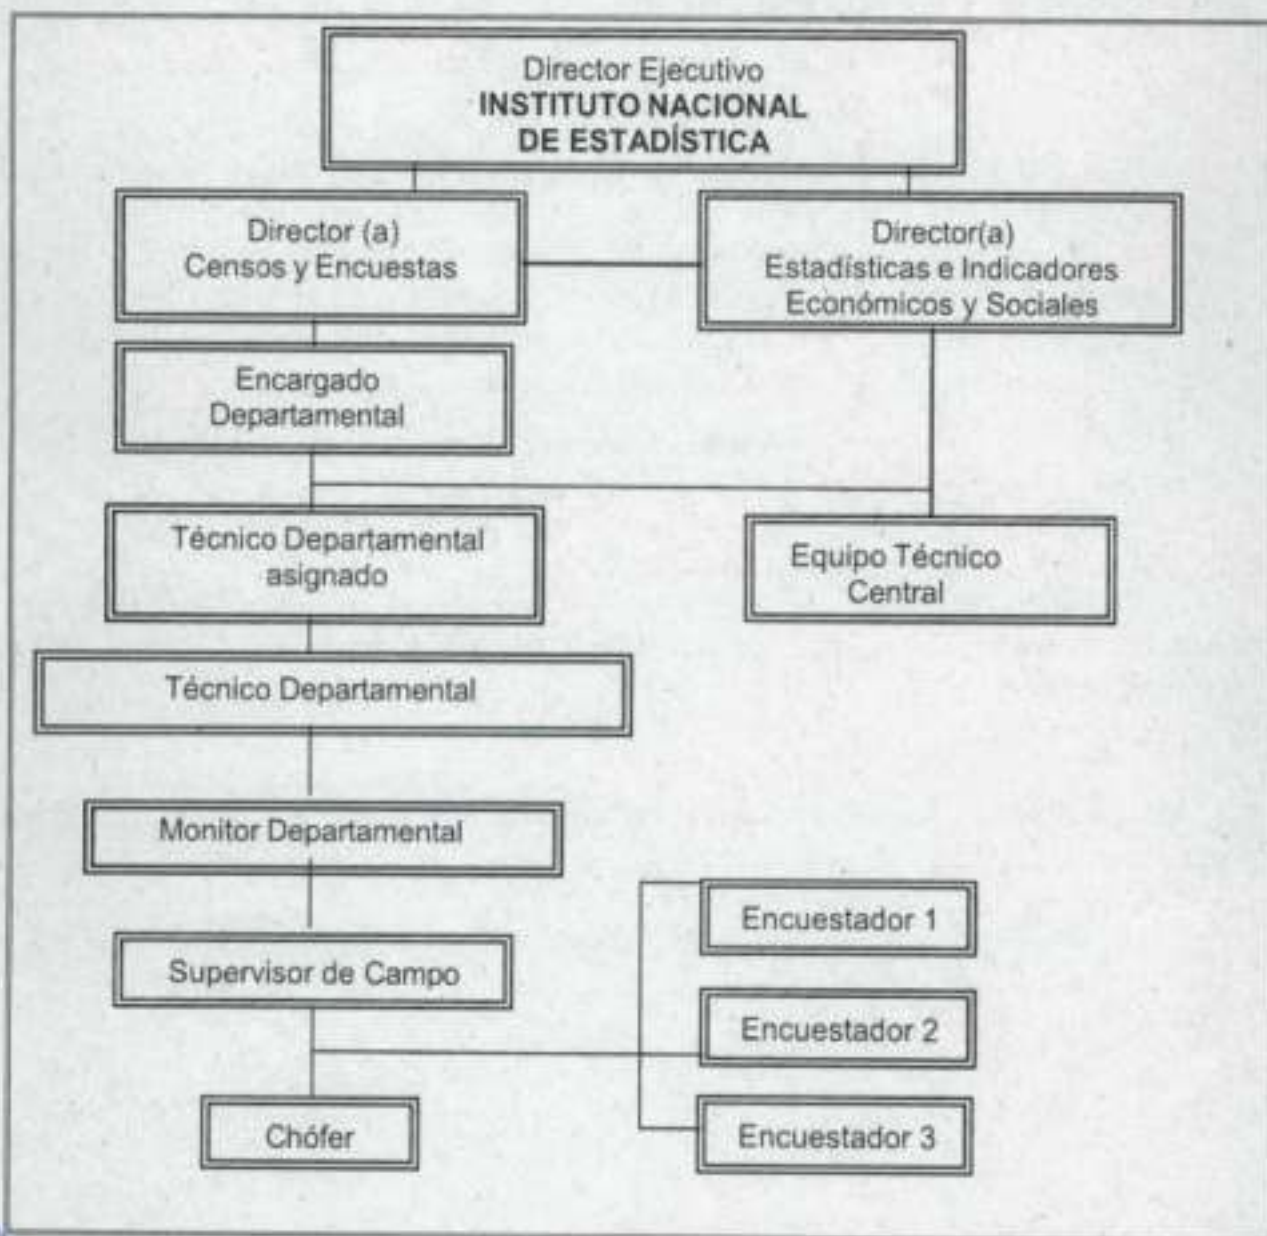 Director Ejecutivo
INSTITUTO NACIONAL
DE ESTADÍSTICA
Director (a)
Censos y Encuestas
Director(a)
Estadísticas e Indicadores
Económicos y Sociales
Encargado
Departamental
Técnico Departamental
asignado
Equipo Técnico
Central
Técnico Departamental
Monitor Departamental
Supervisor de Campo
Encuestador 1
Encuestador 2
Chófer
Encuestador 3